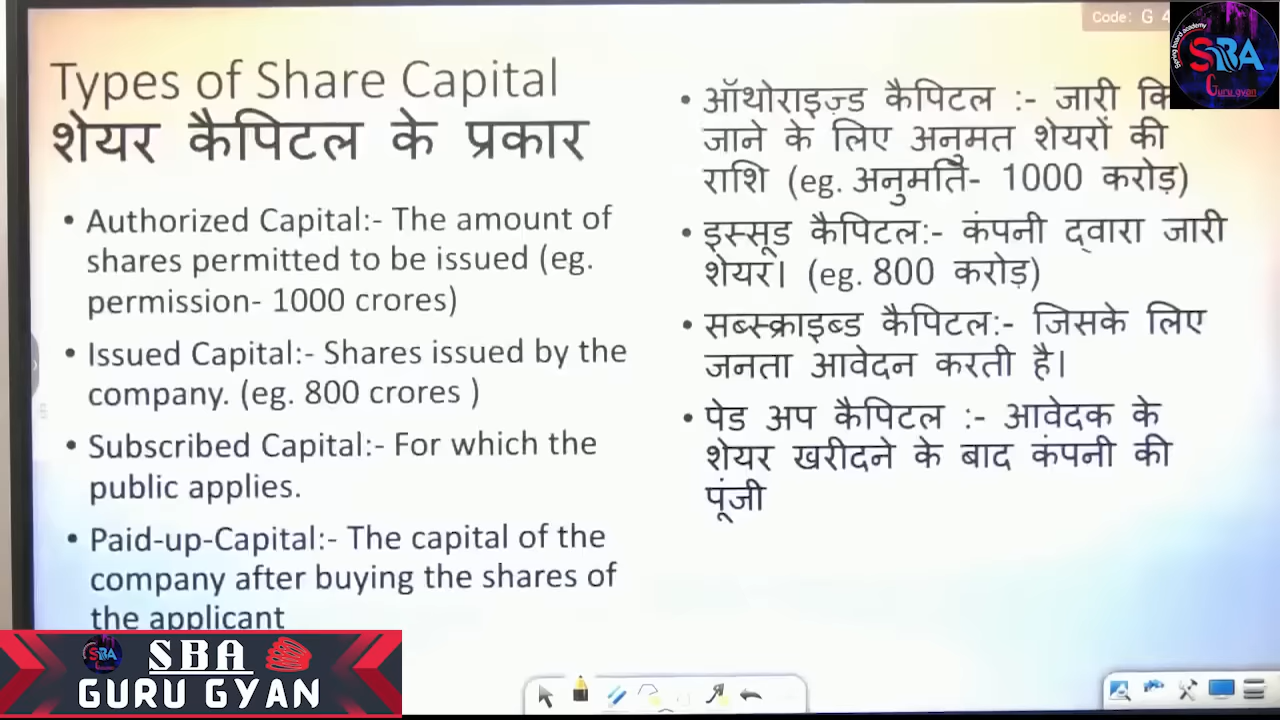 Code: G 4
SBA
Guru gyan
Types of Share Capital
शेयर कैपिटल के प्रकार
• Authorized Capital:- The amount of
shares permitted to be issued (eg.
permission- 1000 crores)
• Issued Capital:- Shares issued by the
company. (eg. 800 crores )
• Subscribed Capital:- For which the
public applies.
• Paid-up-Capital:- The capital of the
company after buying the shares of
the applicant
• ऑथोराइज़्ड कैपिटल :- जारी
जाने के लिए अनुमत शेयरों की
राशि (eg. अनुमति- 1000 करोड़)
• इस्सूड कैपिटल:- कंपनी द्वारा जारी
शेयर। (eg. 800 करोड़)
• सब्स्क्राइब्ड कैपिटल:- जिसके लिए
जनता आवेदन करती है।
• पेड अप कैपिटल :- आवेदक के
शेयर खरीदने के बाद कंपनी की
पूंजी
SBA
SBA
GURU GYAN